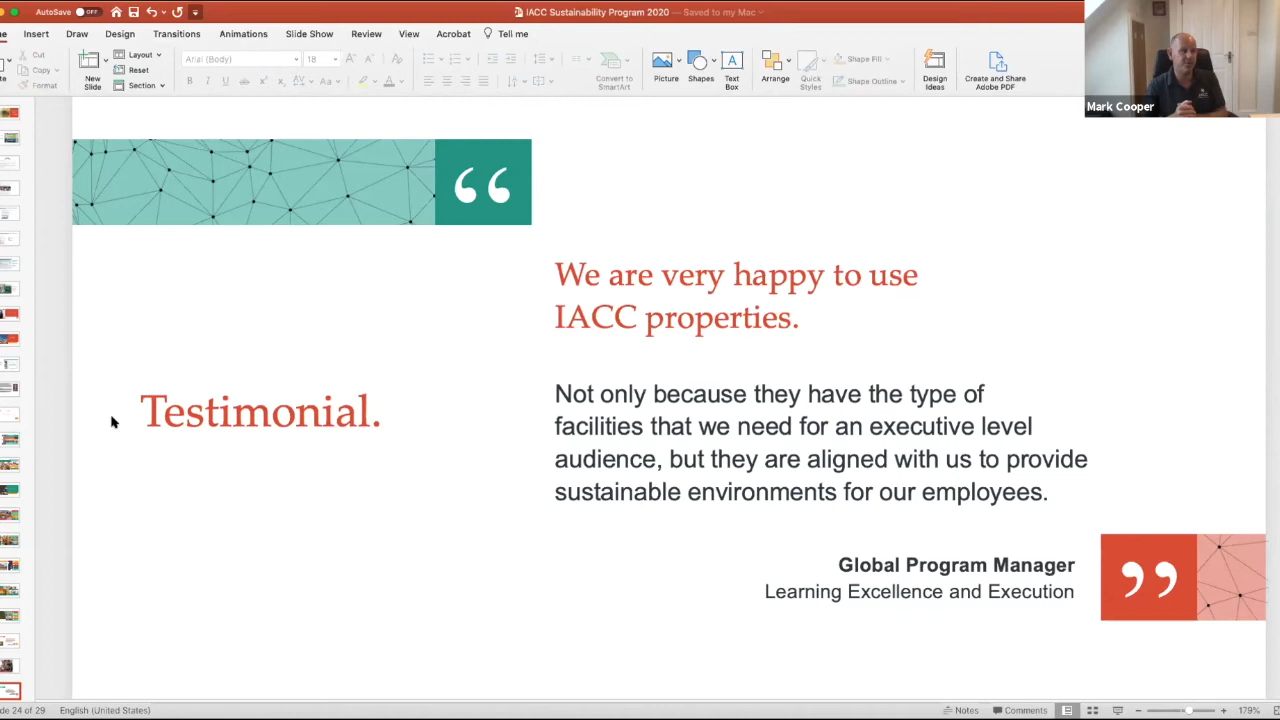 AutoSave OFF
IACC Sustainability Program 2020 — Saved to my Mac
Insert Draw Design Transitions Animations Slide Show Review View Acrobat Tell me
Cut
Copy
Format
New
Slide
Layout
Reset
Section
Arial (Body) 18
Convert to
SmartArt
Picture
Shapes
Text
Box
Arrange
Quick
Styles
Shape Fill
Shape Outline
Design
Ideas
Create and Share
Adobe PDF
Mark Cooper
“
We are very happy to use
IACC properties.
Testimonial.
Not only because they have the type of
facilities that we need for an executive level
audience, but they are aligned with us to provide
sustainable environments for our employees.
Global Program Manager
Learning Excellence and Execution
”
de 24 of 29 English (United States) Notes Comments 179%